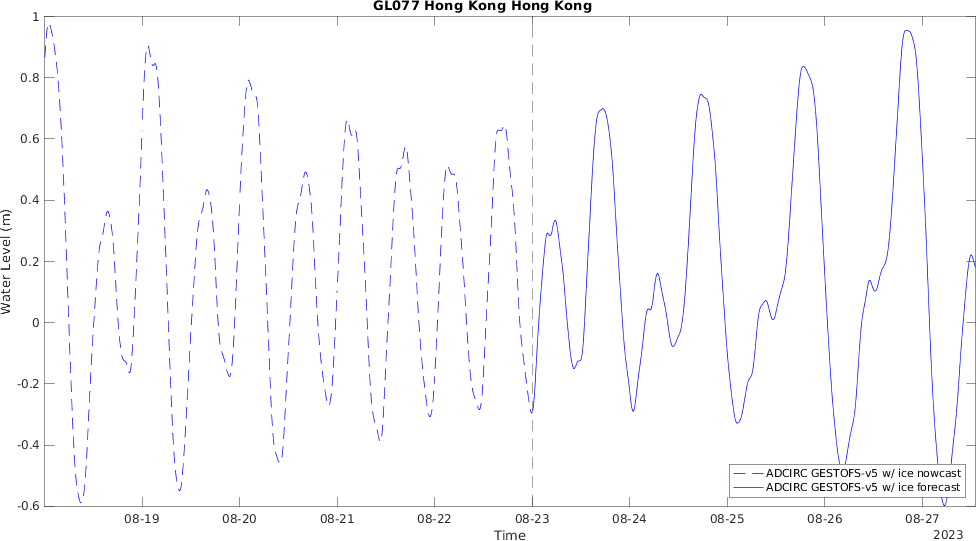 GL077 Hong Kong Hong Kong
1
0.8
0.6
0.4
0.2
0
-0.2
-0.4
-0.6
Water Level (m)
ADCIRC GESTOFS-v5 w/ ice nowcast
ADCIRC GESTOFS-v5 w/ ice forecast
08-19 08-20 08-21 08-22 08-23 08-24 08-25 08-26 08-27
Time
2023